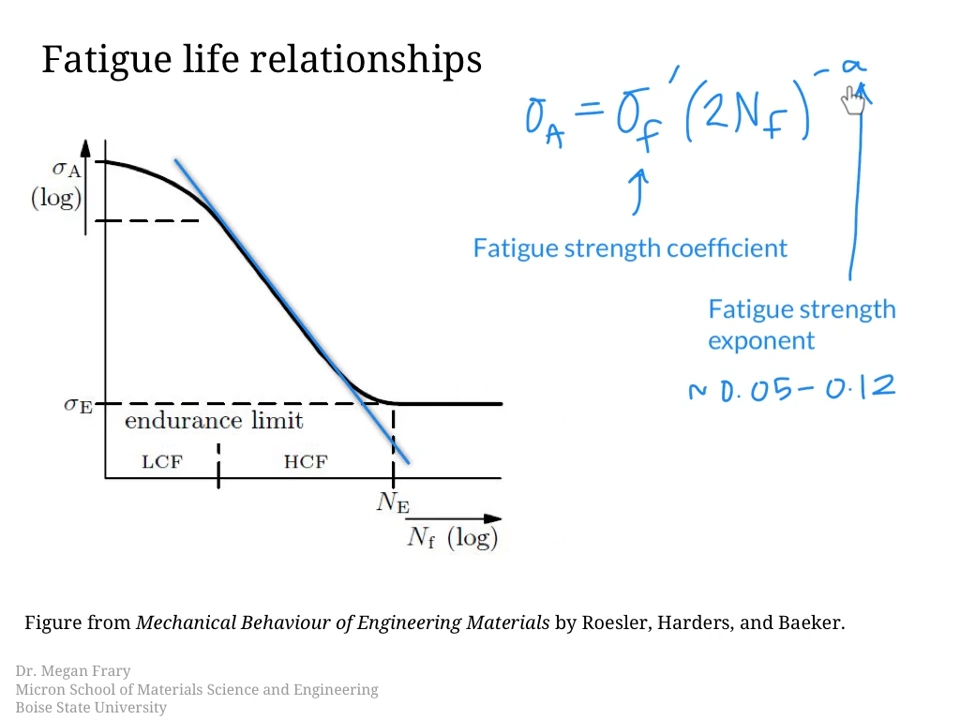 Fatigue life relationships
σA = σf′ (2Nf)^-a
σA
(log)
Fatigue strength coefficient
Fatigue strength
exponent
~ 0.05 - 0.12
σE
endurance limit
LCF HCF
NE
Nf (log)
Figure from Mechanical Behaviour of Engineering Materials by Roesler, Harders, and Baeker.
Dr. Megan Frary
Micron School of Materials Science and Engineering
Boise State University